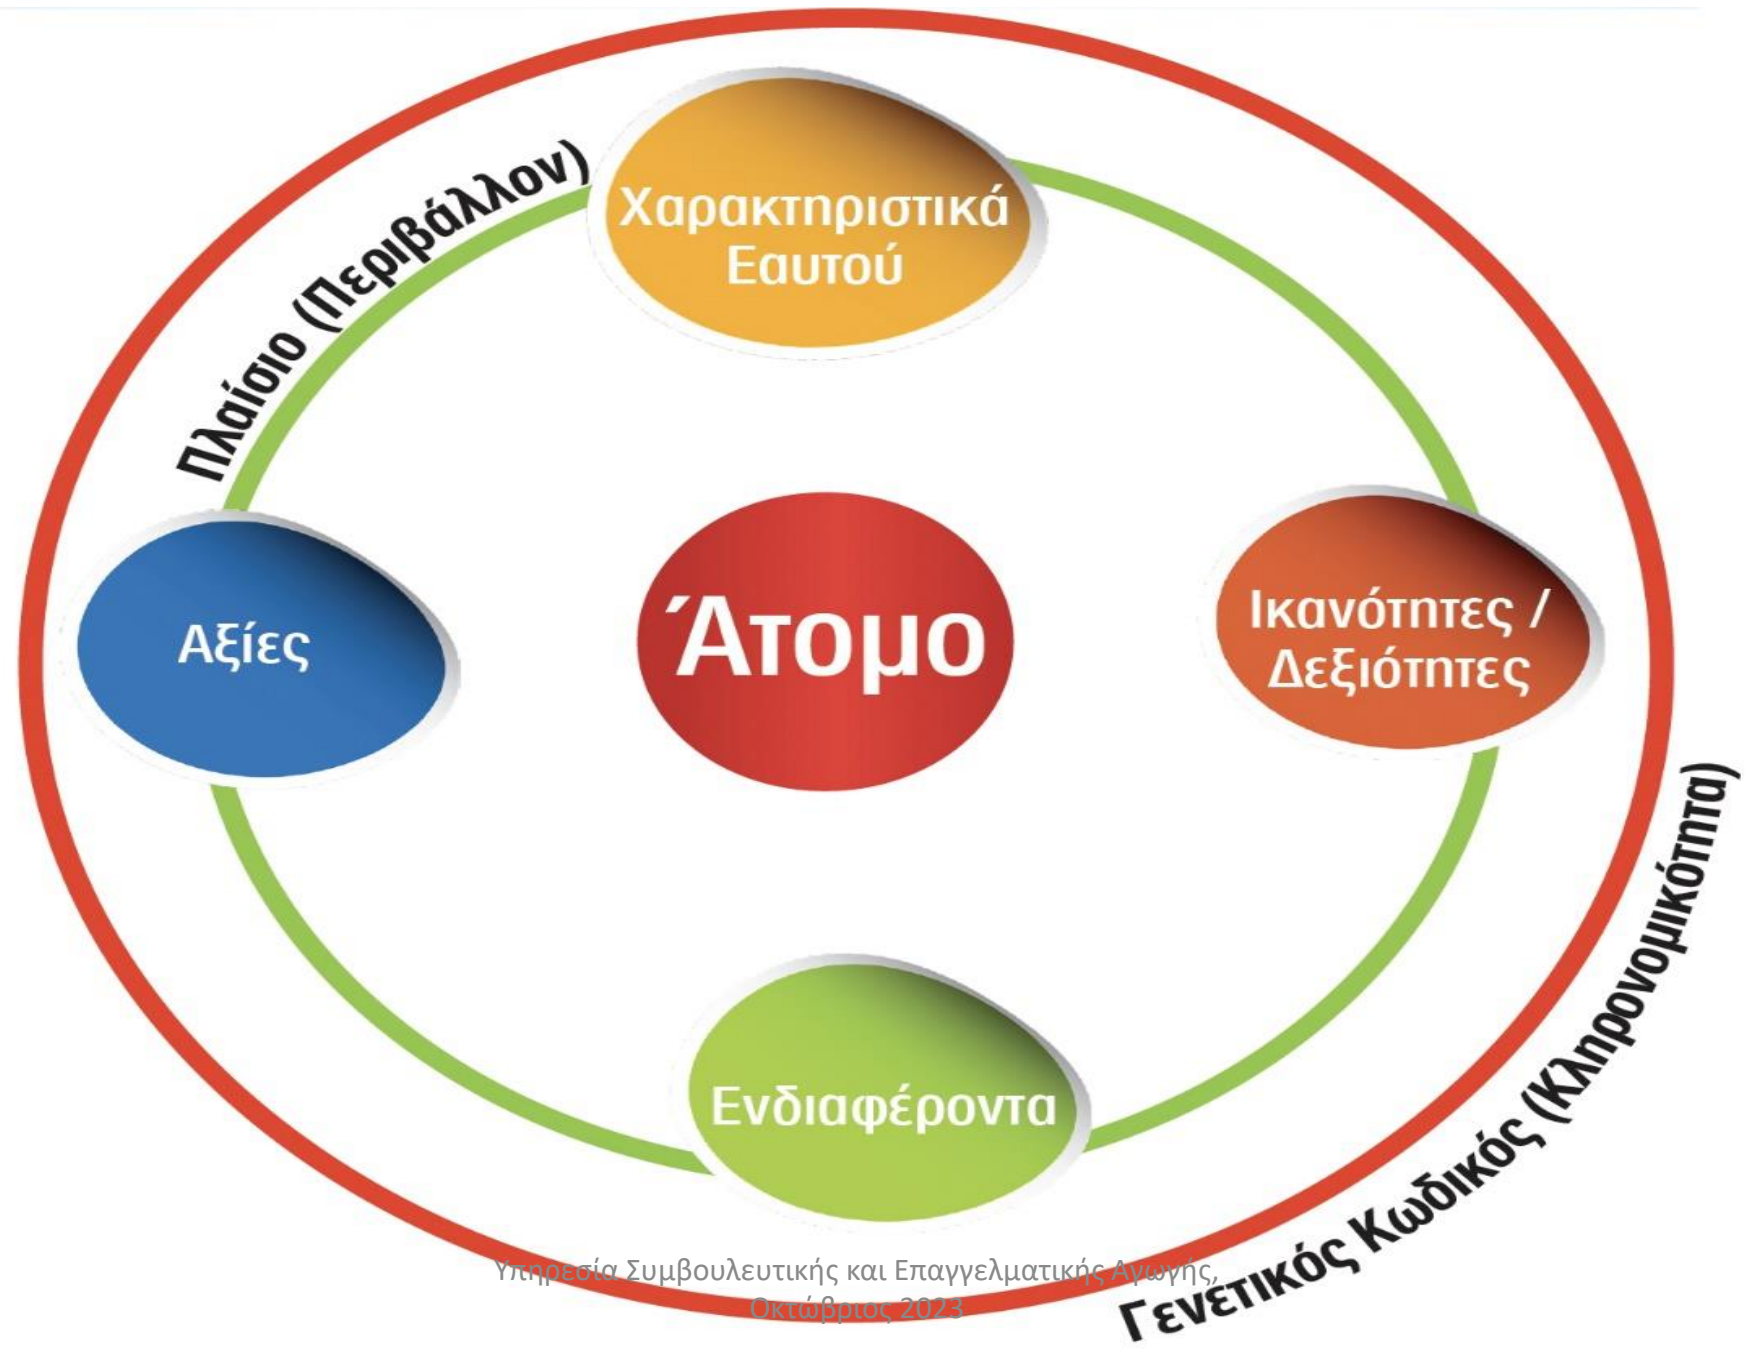 Πλαίσιο (Περιβάλλον)
Χαρακτηριστικά
Εαυτού
Αξίες
Άτομο
Ικανότητες /
Δεξιότητες
Ενδιαφέροντα
Γενετικός Κωδικός (Κληρονομικότητα)
Υπηρεσία Συμβουλευτικής και Επαγγελματικής Αγωγής,
Οκτώβριος 2023